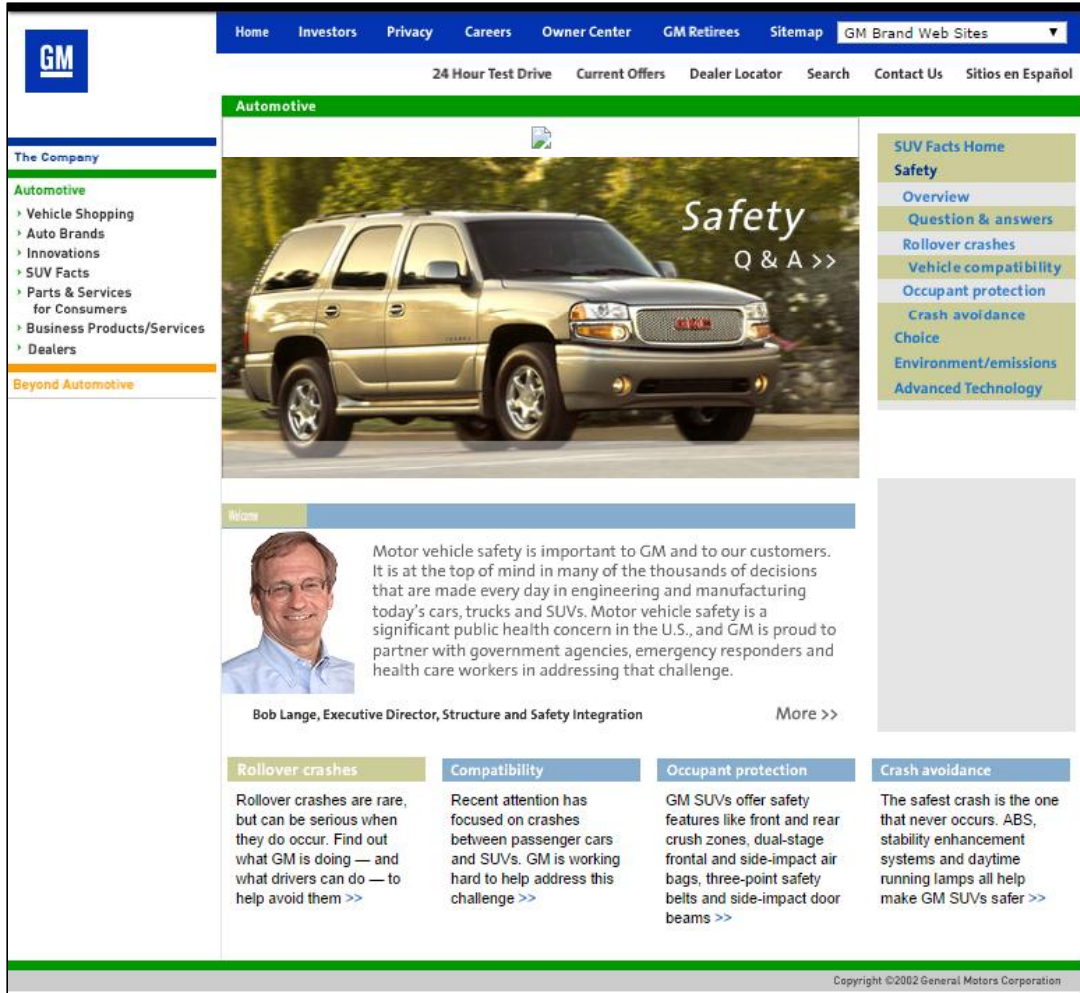 GM
Home Investors Privacy Careers Owner Center GM Retirees Sitemap GM Brand Web Sites
24 Hour Test Drive Current Offers Dealer Locator Search Contact Us Sitios en Español
Automotive
The Company
Automotive
Vehicle Shopping
Auto Brands
Innovations
SUV Facts
Parts & Services
for Consumers
Business Products/Services
Dealers
Beyond Automotive
Safety
Q & A >>
GMC
SUV Facts Home
Safety
Overview
Question & answers
Rollover crashes
Vehicle compatibility
Occupant protection
Crash avoidance
Choice
Environment/emissions
Advanced Technology
Welcome
Motor vehicle safety is important to GM and to our customers.
It is at the top of mind in many of the thousands of decisions
that are made every day in engineering and manufacturing
today's cars, trucks and SUVs. Motor vehicle safety is a
significant public health concern in the U.S., and GM is proud to
partner with government agencies, emergency responders and
health care workers in addressing that challenge.
Bob Lange, Executive Director, Structure and Safety Integration
More >>
Rollover crashes
Rollover crashes are rare,
but can be serious when
they do occur. Find out
what GM is doing — and
what drivers can do — to
help avoid them >>
Compatibility
Recent attention has
focused on crashes
between passenger cars
and SUVs. GM is working
hard to help address this
challenge >>
Occupant protection
GM SUVs offer safety
features like front and rear
crush zones, dual-stage
frontal and side-impact air
bags, three-point safety
belts and side-impact door
beams >>
Crash avoidance
The safest crash is the one
that never occurs. ABS,
stability enhancement
systems and daytime
running lamps all help
make GM SUVs safer >>
Copyright ©2002 General Motors Corporation